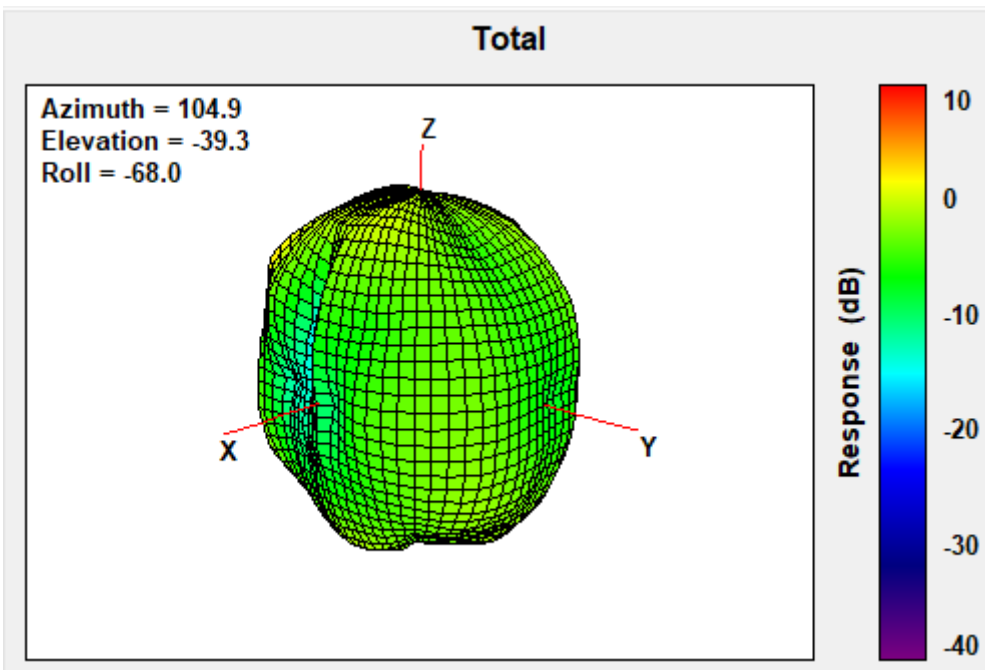 Total
Azimuth = 104.9
Elevation = -39.3
Roll = -68.0
Z
X
Y
10
0
-10
-20
-30
-40
Response (dB)